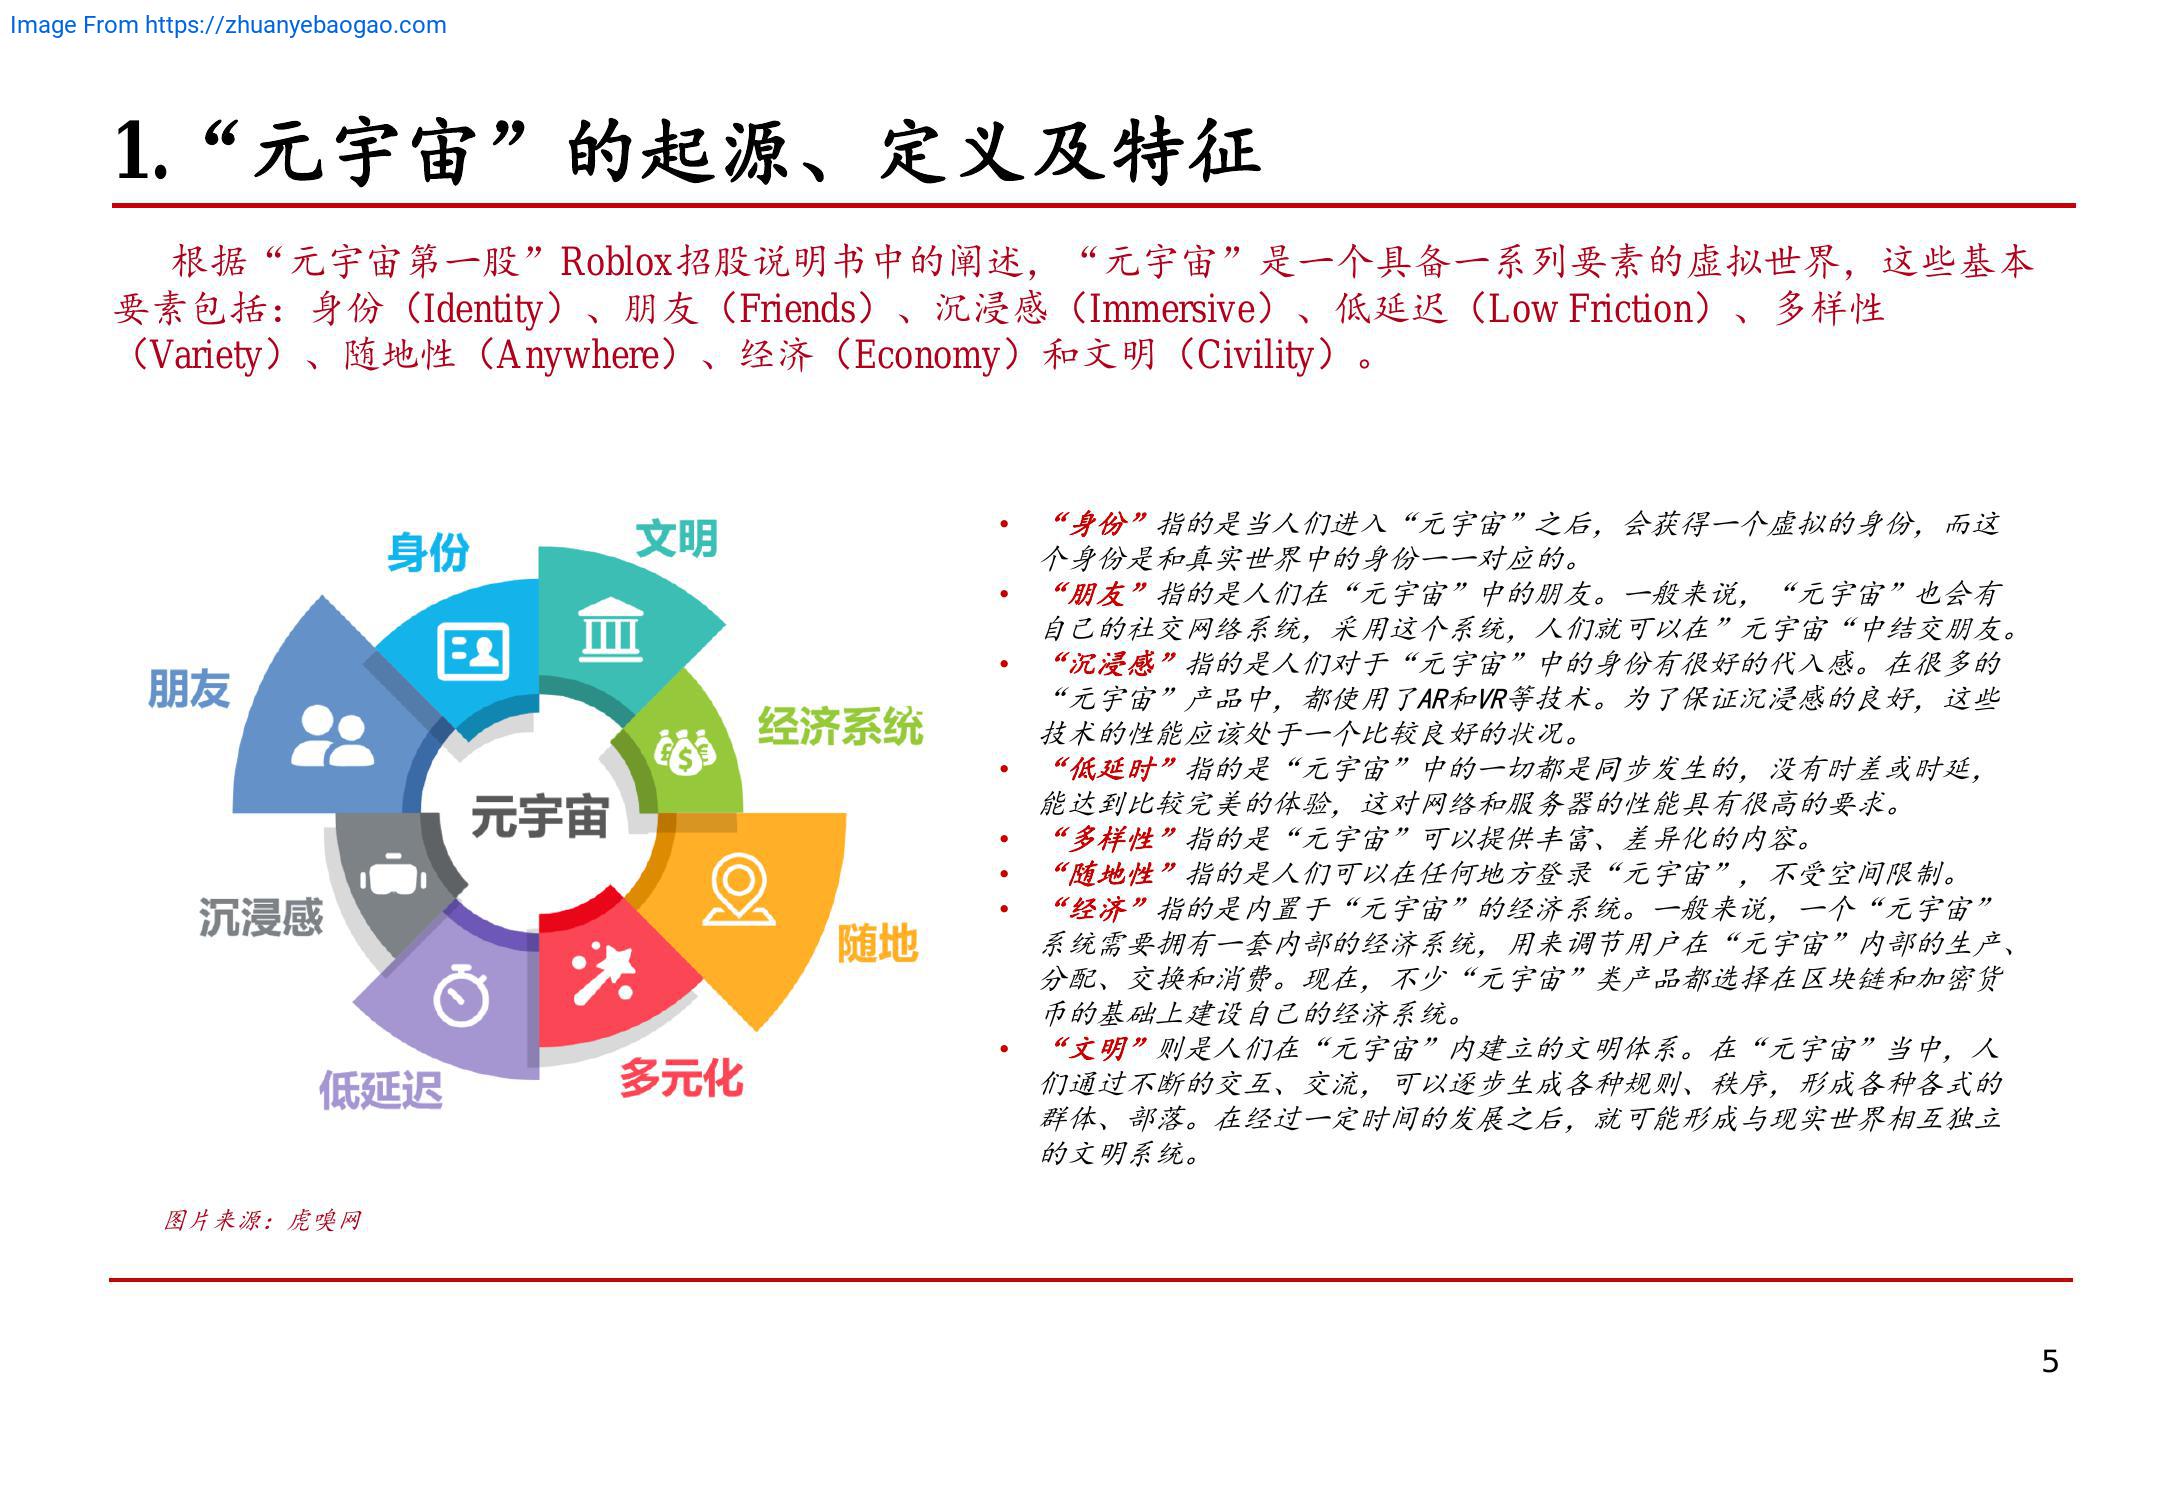 Image From https://zhuanyebaogao.com
1.“元宇宙”的起源、定义及特征
根据“元宇宙第一股”Roblox招股说明书中的阐述，“元宇宙”是一个具备一系列要素的虚拟世界，这些基本
要素包括：身份（Identity）、朋友（Friends）、沉浸感（Immersive）、低延迟（Low Friction）、多样性
（Variety）、随地性（Anywhere）、经济（Economy）和文明（Civility）。
身份
文明
朋友
经济系统
元宇宙
沉浸感
随地
低延迟
多元化
图片来源：虎嗅网
• “身份”指的是当人们进入“元宇宙”之后，会获得一个虚拟的身份，而这
个身份是和真实世界中的身份一一对应的。
• “朋友”指的是人们在“元宇宙”中的朋友。一般来说，“元宇宙”也会有
自己的社交网络系统，采用这个系统，人们就可以在”元宇宙“中结交朋友。
• “沉浸感”指的是人们对于“元宇宙”中的身份有很好的代入感。在很多的
“元宇宙”产品中，都使用了AR和VR等技术。为了保证沉浸感的良好，这些
技术的性能应该处于一个比较良好的状况。
• “低延时”指的是“元宇宙”中的一切都是同步发生的，没有时差或时延，
能达到比较完美的体验，这对网络和服务器的性能具有很高的要求。
• “多样性”指的是“元宇宙”可以提供丰富、差异化的内容。
• “随地性”指的是人们可以在任何地方登录“元宇宙”，不受空间限制。
• “经济”指的是内置于“元宇宙”的经济系统。一般来说，一个“元宇宙”
系统需要拥有一套内部的经济系统，用来调节用户在“元宇宙”内部的生产、
分配、交换和消费。现在，不少“元宇宙”类产品都选择在区块链和加密货
币的基础上建设自己的经济系统。
• “文明”则是人们在“元宇宙”内建立的文明体系。在“元宇宙”当中，人
们通过不断的交互、交流，可以逐步生成各种规则、秩序，形成各种各式的
群体、部落。在经过一定时间的发展之后，就可能形成与现实世界相互独立
的文明系统。
5